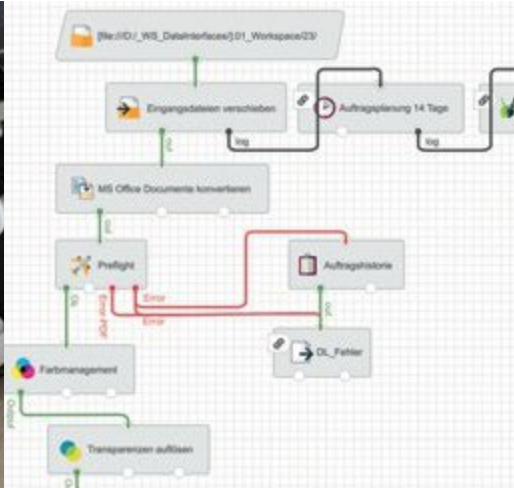 [file:///D:/_WS_DataInterfaces/].01_Workspace/23/
Eingangsdateien verschieben
Auftragsplanung 14 Tage
out
log
log
MS Office Documente konvertieren
out
Preflight
Auftragshistorie
Ok
Error-PDF
Error
Error
out
DL_Fehler
Farbmanagement
Output
Transparenzen auflösen